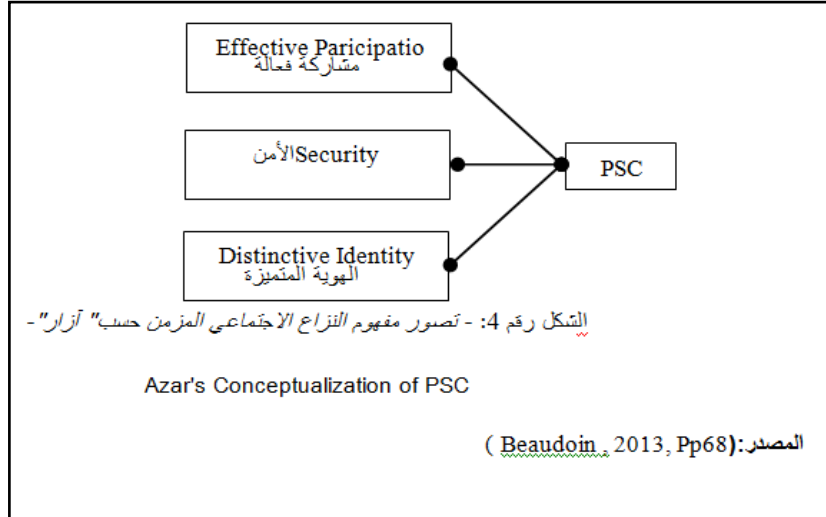 Effective Paricipatio
مشاركة فعالة
الأمنSecurity
PSC
Distinctive Identity
الهوية المتميزة
الشكل رقم 4: - تصور مفهوم النزاع الاجتماعي المزمن حسب" آزار"-
Azar's Conceptualization of PSC
المصدر:(Beaudoin , 2013, Pp68 )